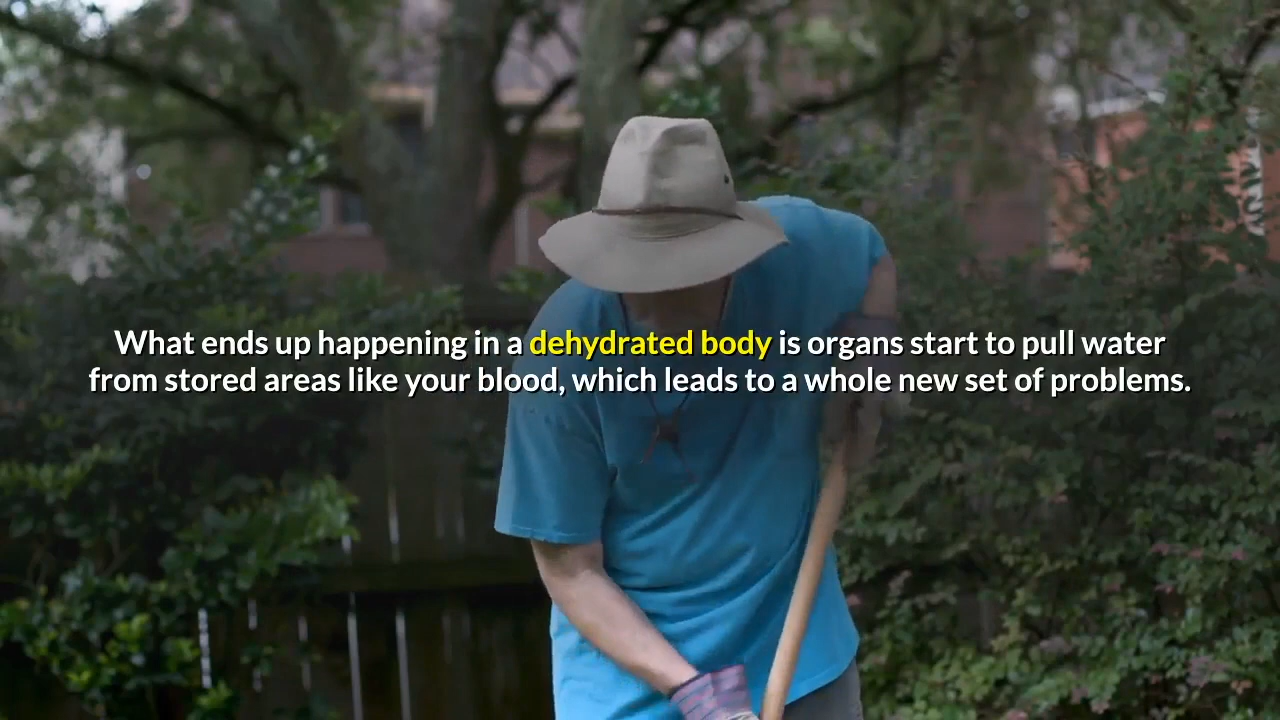 What ends up happening in a dehydrated body is organs start to pull water
from stored areas like your blood, which leads to a whole new set of problems.